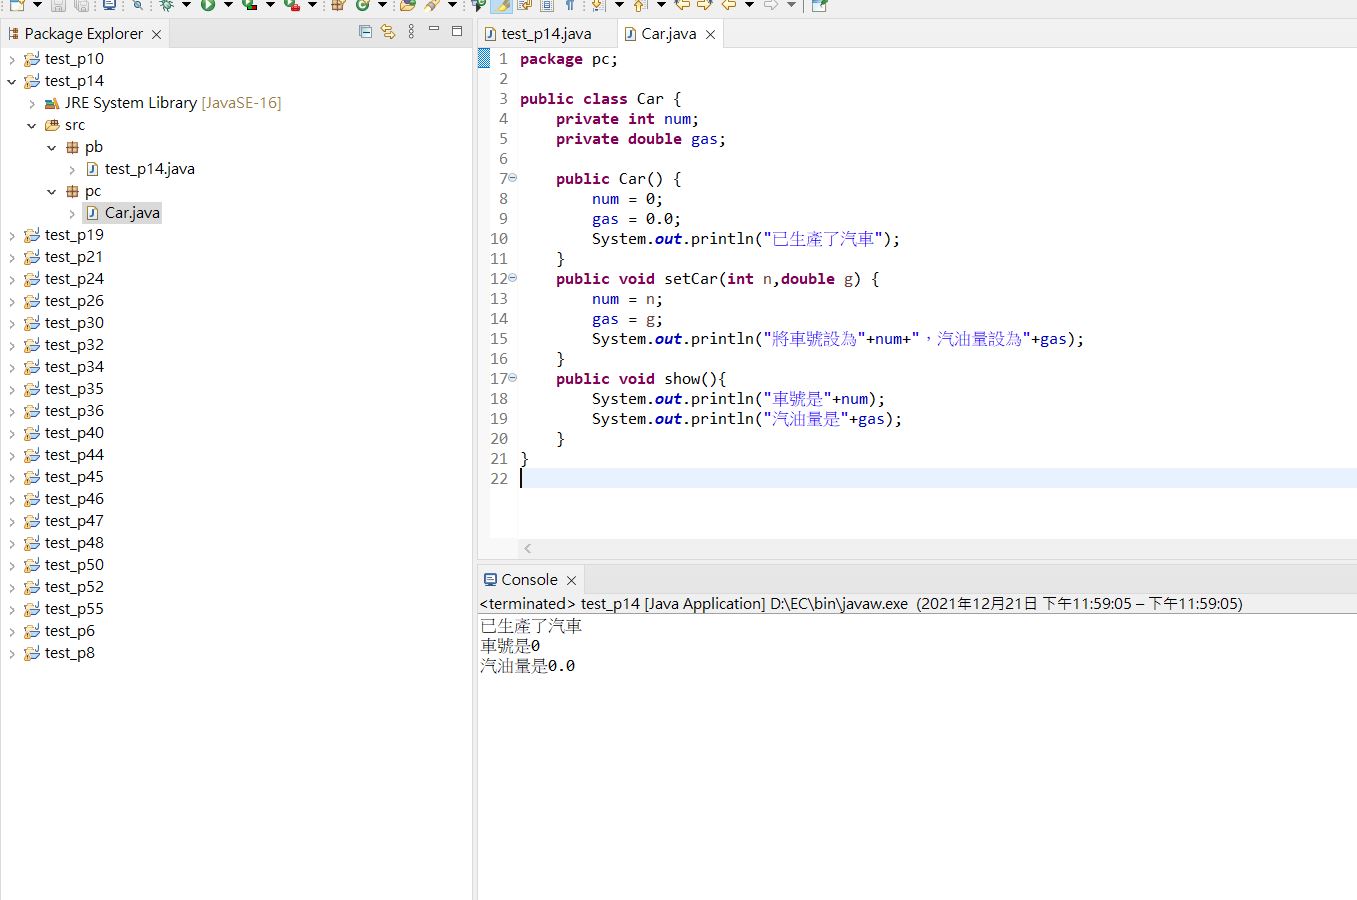 Package Explorer
test_p10
test_p14
JRE System Library [JavaSE-16]
src
pb
test_p14.java
pc
Car.java
test_p19
test_p21
test_p24
test_p26
test_p30
test_p32
test_p34
test_p35
test_p36
test_p40
test_p44
test_p45
test_p46
test_p47
test_p48
test_p50
test_p52
test_p55
test_p6
test_p8
test_p14.java Car.java
1 package pc;
2
3 public class Car {
4 private int num;
5 private double gas;
6
7 public Car() {
8 num = 0;
9 gas = 0.0;
10 System.out.println("已生產了汽車");
11 }
12 public void setCar(int n,double g) {
13 num = n;
14 gas = g;
15 System.out.println("將車號設為"+num+"，汽油量設為"+gas);
16 }
17 public void show(){
18 System.out.println("車號是"+num);
19 System.out.println("汽油量是"+gas);
20 }
21 }
22
Console
<terminated> test_p14 [Java Application] D:\EC\bin\javaw.exe (2021年12月21日 下午11:59:05 – 下午11:59:05)
已生產了汽車
車號是0
汽油量是0.0